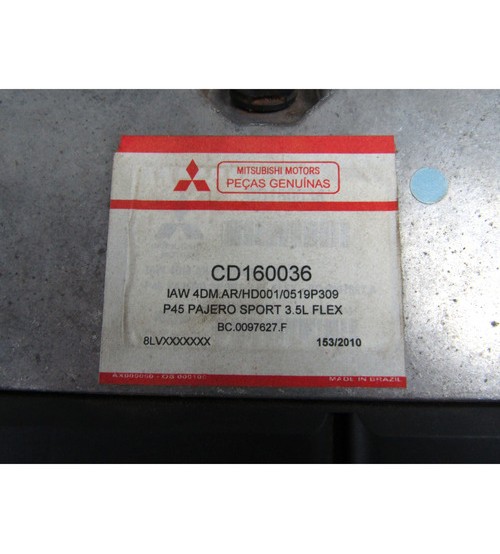 MITSUBISHI MOTORS
PEÇAS GENUÍNAS
CD160036
IAW 4DM.AR/HD001/0519P309
P45 PAJERO SPORT 3.5L FLEX
BC.0097627.F
8LVXXXXXXX 153/2010
MADE IN BRAZIL